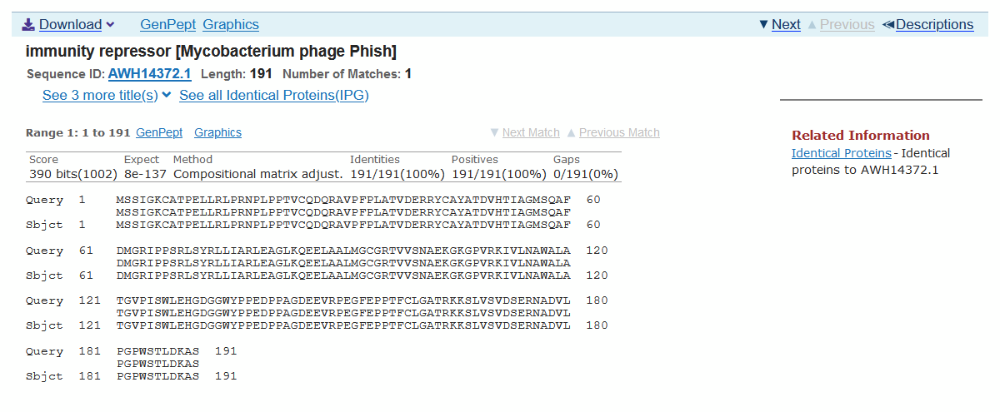 Download GenPept Graphics ▼ Next ▲ Previous ≪Descriptions
immunity repressor [Mycobacterium phage Phish]
Sequence ID: AWH14372.1 Length: 191 Number of Matches: 1
See 3 more title(s) See all Identical Proteins(IPG)
Range 1: 1 to 191 GenPept Graphics ▼ Next Match ▲ Previous Match
Score Expect Method Identities Positives Gaps
390 bits(1002) 8e-137 Compositional matrix adjust. 191/191(100%) 191/191(100%) 0/191(0%)
Query 1 MSSIGKCATPELLRLPRNPLPPTVCQDQRAVPFPLATVDERRYCAYATDVHTIAGMSQAF 60
MSSIGKCATPELLRLPRNPLPPTVCQDQRAVPFPLATVDERRYCAYATDVHTIAGMSQAF
Sbjct 1 MSSIGKCATPELLRLPRNPLPPTVCQDQRAVPFPLATVDERRYCAYATDVHTIAGMSQAF 60
Query 61 DMGRIPPSRLSYRLLIARLEAGLKQEELAALMGCGRTVVSNAEKGKGPVRKIVLNAWALA 120
DMGRIPPSRLSYRLLIARLEAGLKQEELAALMGCGRTVVSNAEKGKGPVRKIVLNAWALA
Sbjct 61 DMGRIPPSRLSYRLLIARLEAGLKQEELAALMGCGRTVVSNAEKGKGPVRKIVLNAWALA 120
Query 121 TGVPISWLEHGDGGWYPPEDPPAGDEEVRPEGFEPPTFCLGATRKKSLVSVDSERNADVL 180
TGVPISWLEHGDGGWYPPEDPPAGDEEVRPEGFEPPTFCLGATRKKSLVSVDSERNADVL
Sbjct 121 TGVPISWLEHGDGGWYPPEDPPAGDEEVRPEGFEPPTFCLGATRKKSLVSVDSERNADVL 180
Query 181 PGPWSTLDKAS 191
PGPWSTLDKAS
Sbjct 181 PGPWSTLDKAS 191
Related Information
Identical Proteins - Identical
proteins to AWH14372.1